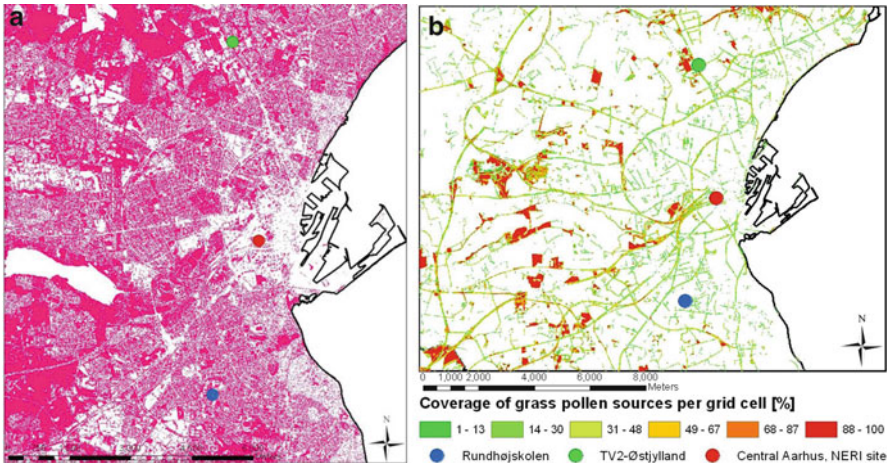 a
b
N
N
0 1,000 2,000 4,000 6,000 8,000
Meters
Coverage of grass pollen sources per grid cell [%]
1 - 13 14 - 30 31 - 48 49 - 67 68 - 87 88 - 100
Rundhøjskolen TV2-Østjylland Central Aarhus, NERI site